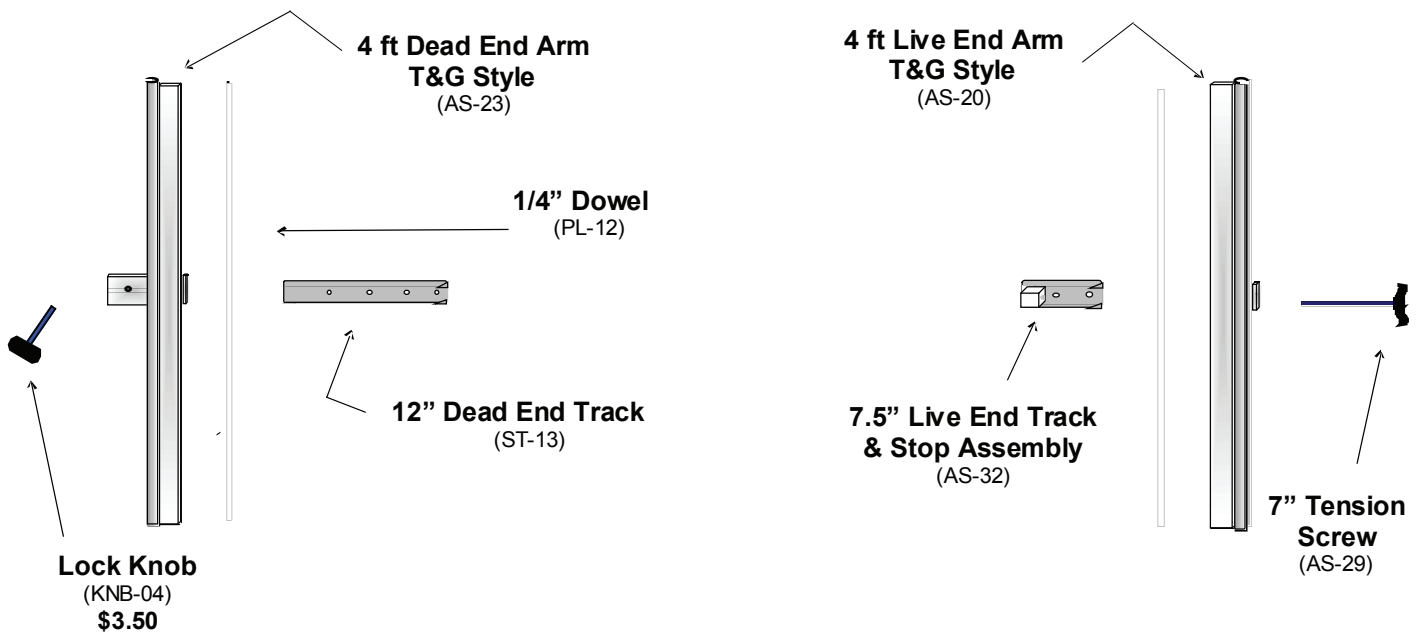 4 ft Dead End Arm
T&G Style
(AS-23)
1/4” Dowel
(PL-12)
12” Dead End Track
(ST-13)
Lock Knob
(KNB-04)
$3.50
4 ft Live End Arm
T&G Style
(AS-20)
7.5” Live End Track
& Stop Assembly
(AS-32)
7” Tension
Screw
(AS-29)